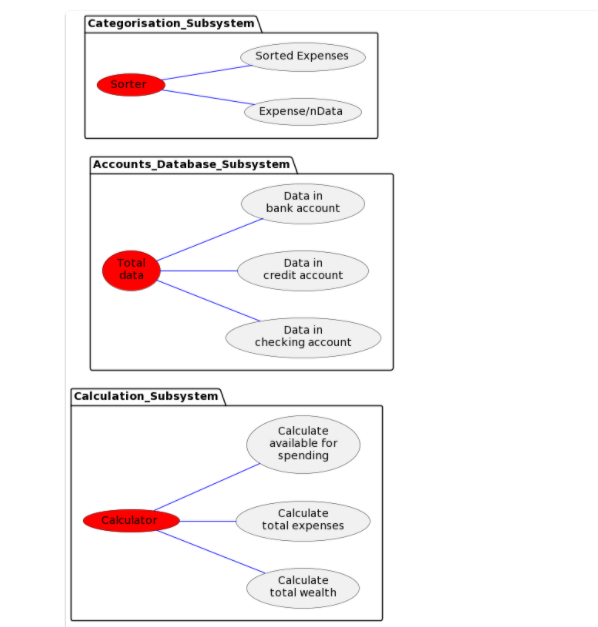 Categorisation_Subsystem
Sorted Expenses
Sorter
Expense/nData
Accounts_Database_Subsystem
Data in
bank account
Total
data
Data in
credit account
Data in
checking account
Calculation_Subsystem
Calculate
available for
spending
Calculator
Calculate
total expenses
Calculate
total wealth